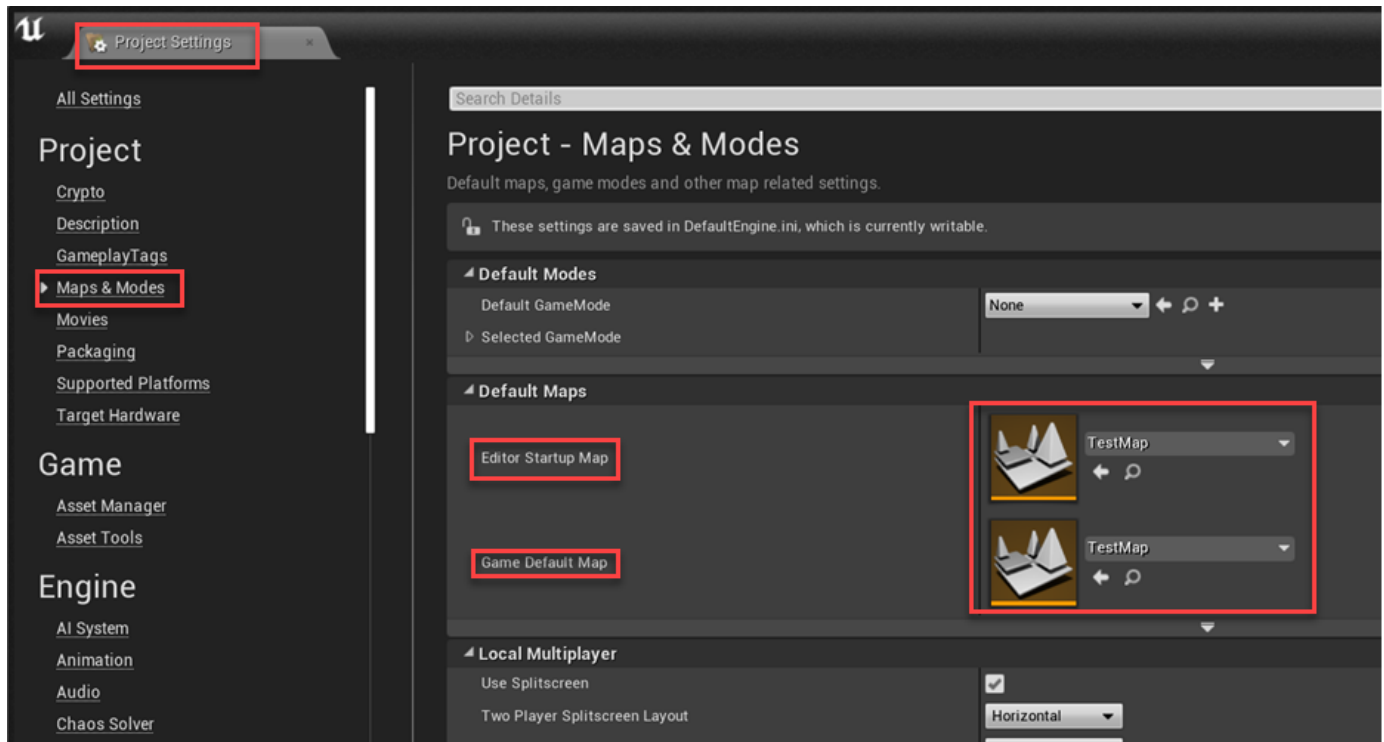 Project Settings
All Settings
Project
Crypto
Description
GameplayTags
Maps & Modes
Movies
Packaging
Supported Platforms
Target Hardware
Game
Asset Manager
Asset Tools
Engine
AI System
Animation
Audio
Chaos Solver
Search Details
Project - Maps & Modes
Default maps, game modes and other map related settings.
These settings are saved in DefaultEngine.ini, which is currently writable.
Default Modes
Default GameMode None
Selected GameMode
Default Maps
Editor Startup Map TestMap
Game Default Map TestMap
Local Multiplayer
Use Splitscreen
Two Player Splitscreen Layout Horizontal